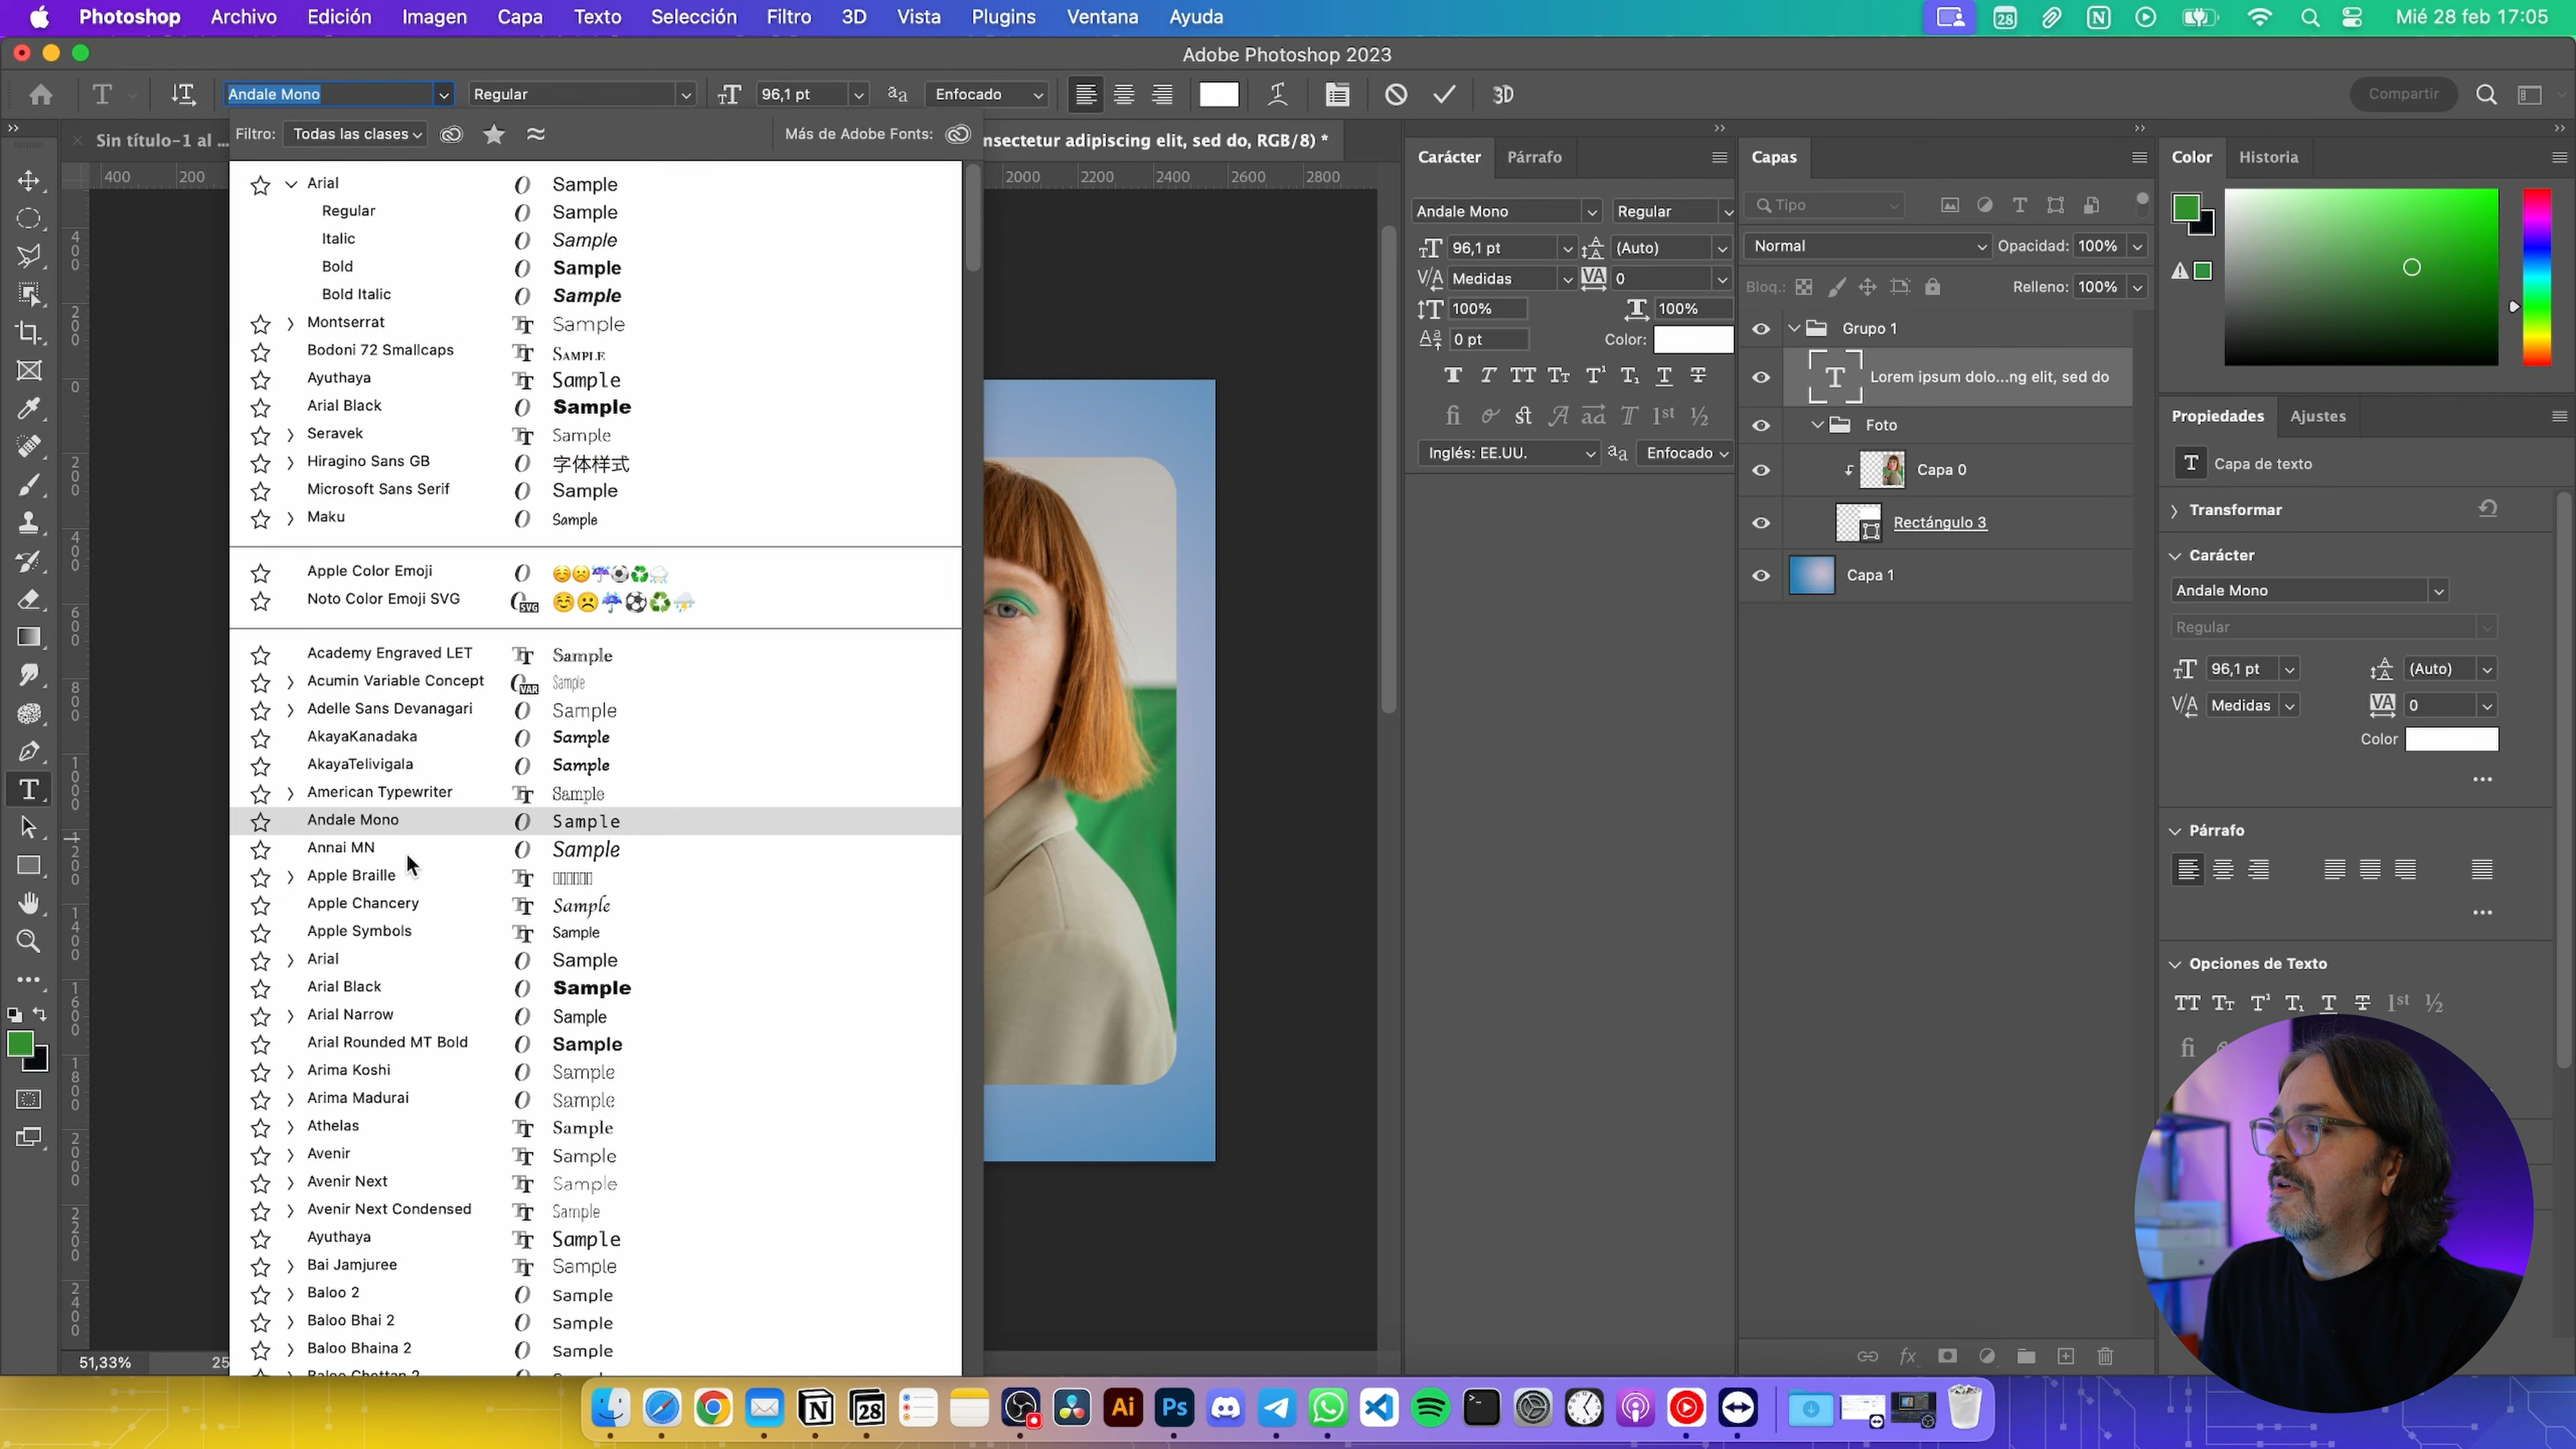 Photoshop Archivo Edición Imagen Capa Texto Selección Filtro 3D Vista Plugins Ventana Ayuda 28 Mié 28 feb 17:05
Adobe Photoshop 2023
Andale Mono Regular 96,1 pt Enfocado 3D Compartir
Filtro: Todas las clases Más de Adobe Fonts:
Sin título-1 al ... nsectetur adipiscing elit, sed do, RGB/8) *
400 200 2000 2200 2400 2600 2800
Arial Sample
Regular Sample
Italic Sample
Bold Sample
Bold Italic Sample
Montserrat Sample
Bodoni 72 Smallcaps Sample
Ayuthaya Sample
Arial Black Sample
Seravek Sample
Hiragino Sans GB 字体样式
Microsoft Sans Serif Sample
Maku Sample
Apple Color Emoji
Noto Color Emoji SVG
Academy Engraved LET Sample
Acumin Variable Concept Sample
Adelle Sans Devanagari Sample
AkayaKanadaka Sample
AkayaTelivigala Sample
American Typewriter Sample
Andale Mono Sample
Annai MN Sample
Apple Braille
Apple Chancery Sample
Apple Symbols Sample
Arial Sample
Arial Black Sample
Arial Narrow Sample
Arial Rounded MT Bold Sample
Arima Koshi Sample
Arima Madurai Sample
Athelas Sample
Avenir Sample
Avenir Next Sample
Avenir Next Condensed Sample
Ayuthaya Sample
Bai Jamjuree Sample
Baloo 2 Sample
Baloo Bhai 2 Sample
Baloo Bhaina 2 Sample
Baloo Chettan 2
51,33% 25
Carácter Párrafo
Andale Mono Regular
96,1 pt (Auto)
Medidas 0
100% 100%
0 pt Color:
Inglés: EE.UU. Enfocado
Capas
Tipo
Normal Opacidad: 100%
Bloq.: Relleno: 100%
Grupo 1
Lorem ipsum dolo...ng elit, sed do
Foto
Capa 0
Rectángulo 3
Capa 1
Color Historia
Propiedades Ajustes
Capa de texto
Transformar
Carácter
Andale Mono
Regular
96,1 pt (Auto)
Medidas 0
Color
Párrafo
Opciones de Texto
28 Ai Ps